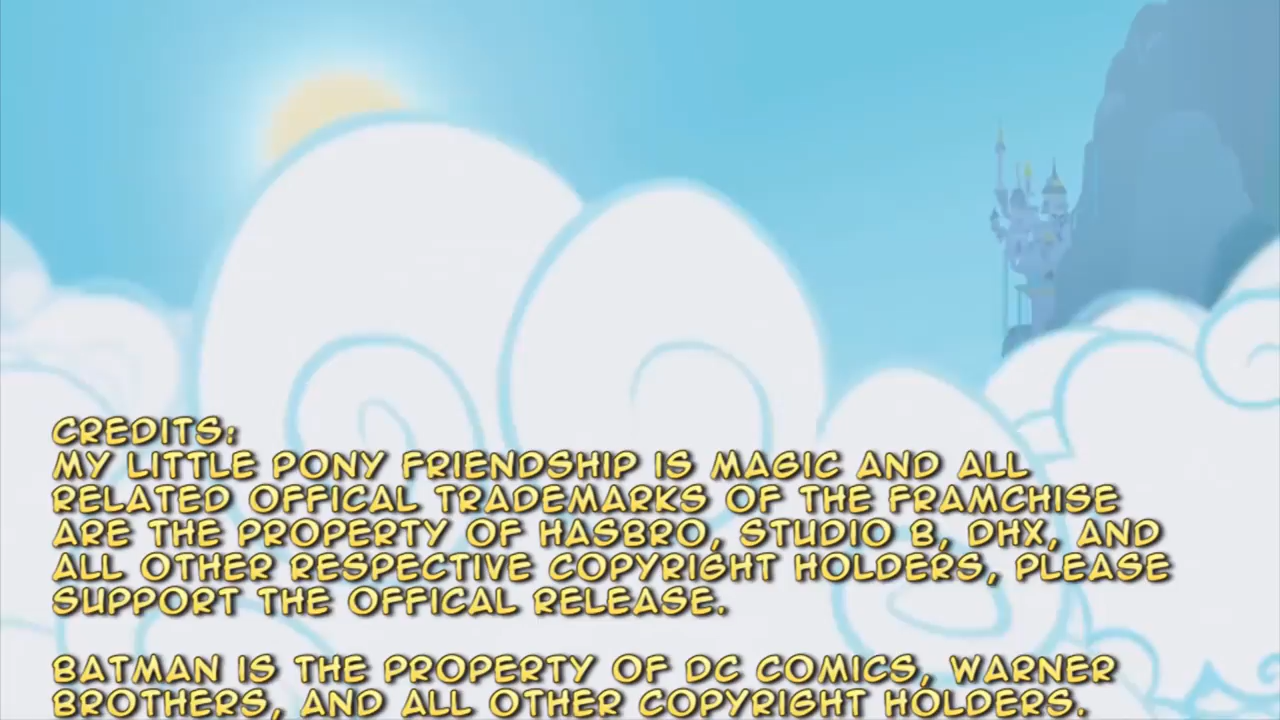 CREDITS:
MY LITTLE PONY FRIENDSHIP IS MAGIC AND ALL
RELATED OFFICAL TRADEMARKS OF THE FRAMCHISE
ARE THE PROPERTY OF HASBRO, STUDIO B, DHX, AND
ALL OTHER RESPECTIVE COPYRIGHT HOLDERS, PLEASE
SUPPORT THE OFFICAL RELEASE.
BATMAN IS THE PROPERTY OF DC COMICS, WARNER
BROTHERS, AND ALL OTHER COPYRIGHT HOLDERS.